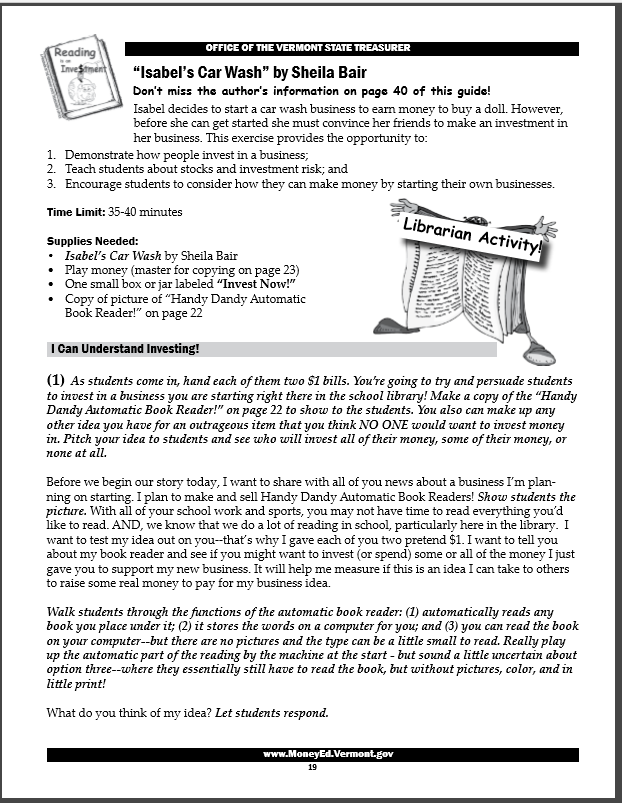 OFFICE OF THE VERMONT STATE TREASURER
Reading
is an
Inve$tment
“Isabel’s Car Wash” by Sheila Bair
Don’t miss the author’s information on page 40 of this guide!
Isabel decides to start a car wash business to earn money to buy a doll. However,
before she can get started she must convince her friends to make an investment in
her business. This exercise provides the opportunity to:
1. Demonstrate how people invest in a business;
2. Teach students about stocks and investment risk; and
3. Encourage students to consider how they can make money by starting their own businesses.
Time Limit: 35-40 minutes
Librarian Activity!
Supplies Needed:
• Isabel’s Car Wash by Sheila Bair
• Play money (master for copying on page 23)
• One small box or jar labeled “Invest Now!”
• Copy of picture of “Handy Dandy Automatic
Book Reader!” on page 22
I Can Understand Investing!
(1) As students come in, hand each of them two $1 bills. You’re going to try and persuade students
to invest in a business you are starting right there in the school library! Make a copy of the “Handy
Dandy Automatic Book Reader!” on page 22 to show to the students. You also can make up any
other idea you have for an outrageous item that you think NO ONE would want to invest money
in. Pitch your idea to students and see who will invest all of their money, some of their money, or
none at all.
Before we begin our story today, I want to share with all of you news about a business I’m plan-
ning on starting. I plan to make and sell Handy Dandy Automatic Book Readers! Show students the
picture. With all of your school work and sports, you may not have time to read everything you’d
like to read. AND, we know that we do a lot of reading in school, particularly here in the library. I
want to test my idea out on you--that’s why I gave each of you two pretend $1. I want to tell you
about my book reader and see if you might want to invest (or spend) some or all of the money I just
gave you to support my new business. It will help me measure if this is an idea I can take to others
to raise some real money to pay for my business idea.
Walk students through the functions of the automatic book reader: (1) automatically reads any
book you place under it; (2) it stores the words on a computer for you; and (3) you can read the book
on your computer--but there are no pictures and the type can be a little small to read. Really play
up the automatic part of the reading by the machine at the start - but sound a little uncertain about
option three--where they essentially still have to read the book, but without pictures, color, and in
little print!
What do you think of my idea? Let students respond.
www.MoneyEd.Vermont.gov
19